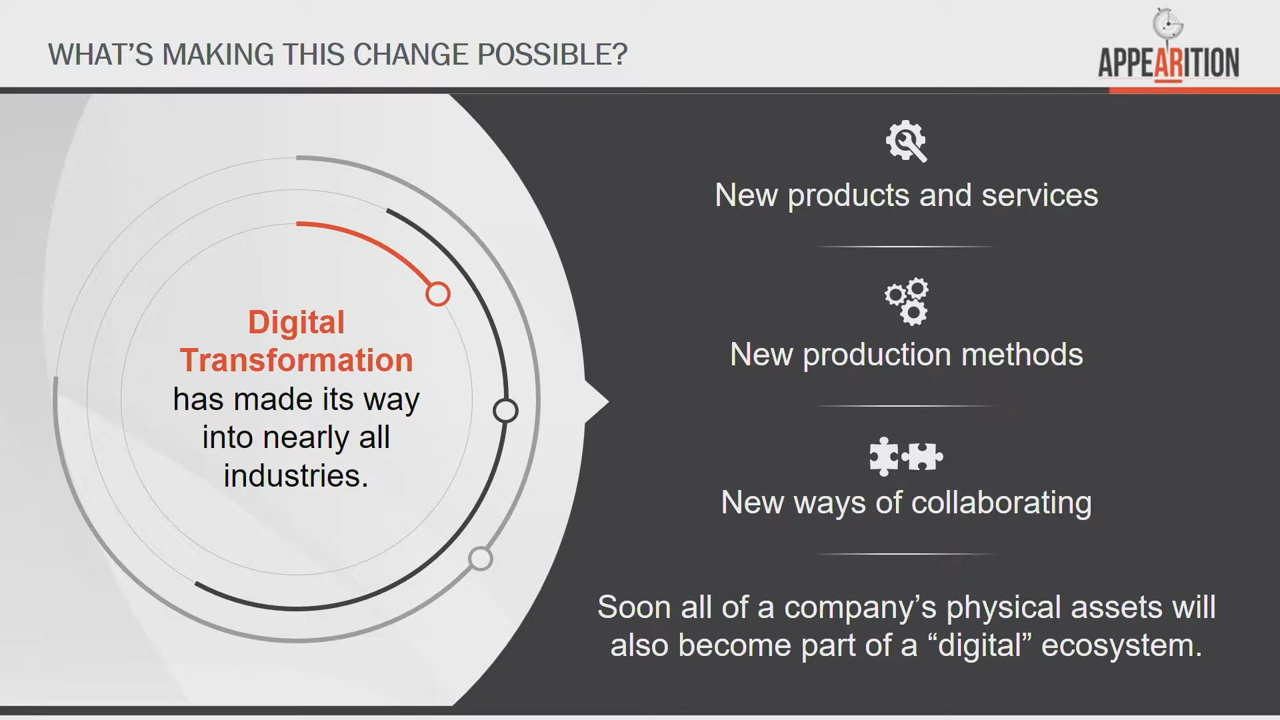 WHAT’S MAKING THIS CHANGE POSSIBLE?
APPEARITION
Digital
Transformation
has made its way
into nearly all
industries.
New products and services
New production methods
New ways of collaborating
Soon all of a company’s physical assets will
also become part of a “digital” ecosystem.